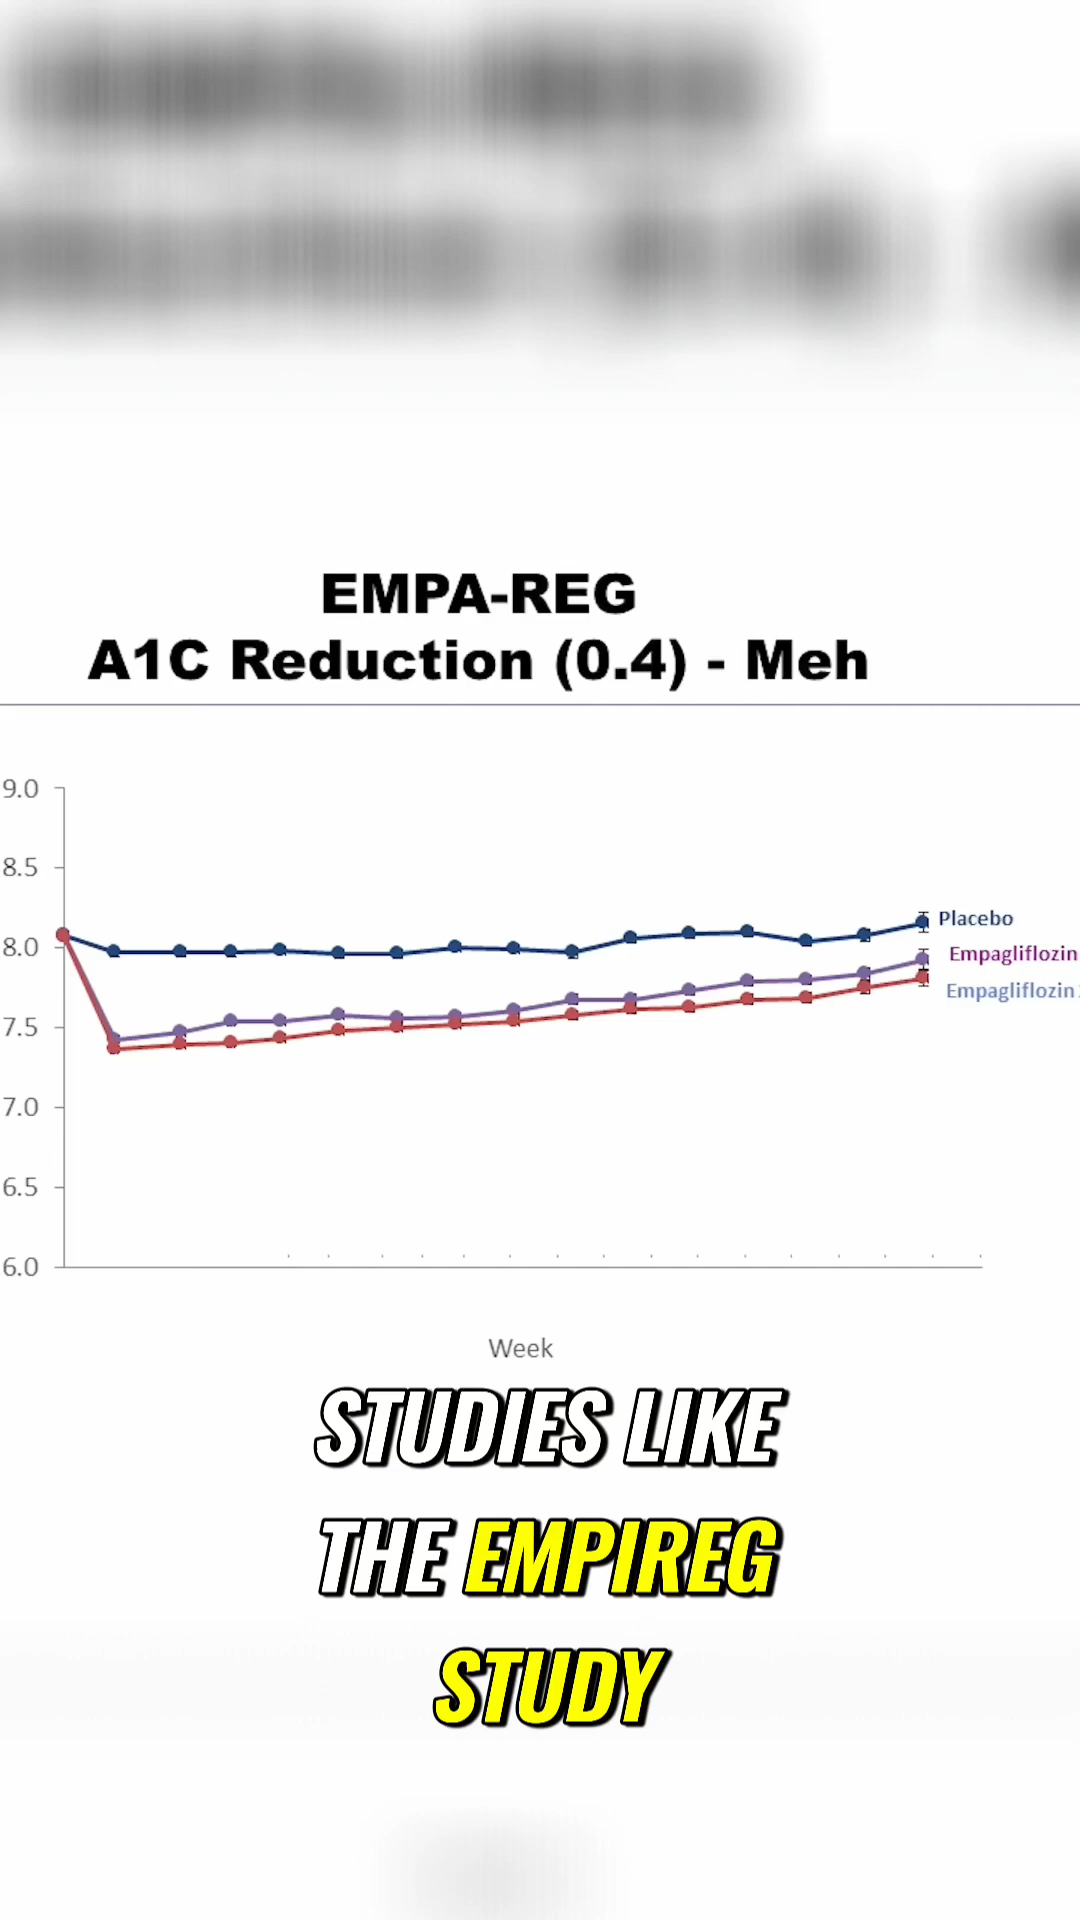 EMPA-REG
A1C Reduction (0.4) - Meh
9.0
8.5
8.0
7.5
7.0
6.5
6.0
Placebo
Empagliflozin
Empagliflozin
Week
STUDIES LIKE
THE EMPIREG
STUDY